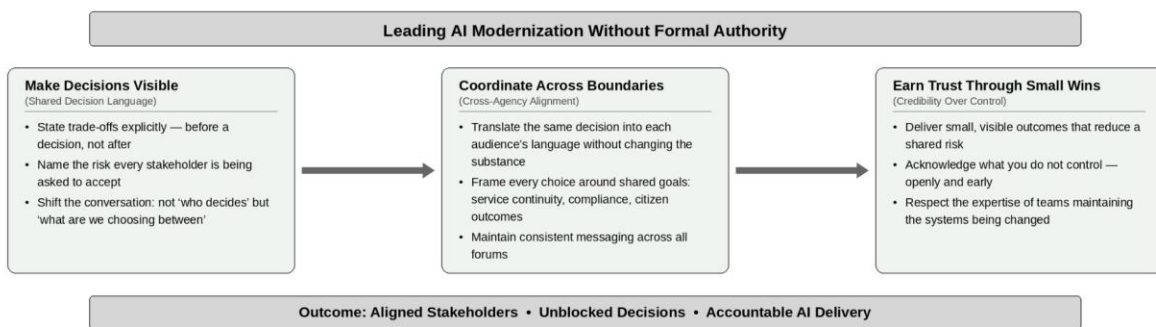 Leading AI Modernization Without Formal Authority
Make Decisions Visible
(Shared Decision Language)
• State trade-offs explicitly — before a
decision, not after
• Name the risk every stakeholder is being
asked to accept
• Shift the conversation: not ‘who decides’ but
‘what are we choosing between’
Coordinate Across Boundaries
(Cross-Agency Alignment)
• Translate the same decision into each
audience’s language without changing the
substance
• Frame every choice around shared goals:
service continuity, compliance, citizen
outcomes
• Maintain consistent messaging across all
forums
Earn Trust Through Small Wins
(Credibility Over Control)
• Deliver small, visible outcomes that reduce a
shared risk
• Acknowledge what you do not control —
openly and early
• Respect the expertise of teams maintaining
the systems being changed
Outcome: Aligned Stakeholders • Unblocked Decisions • Accountable AI Delivery